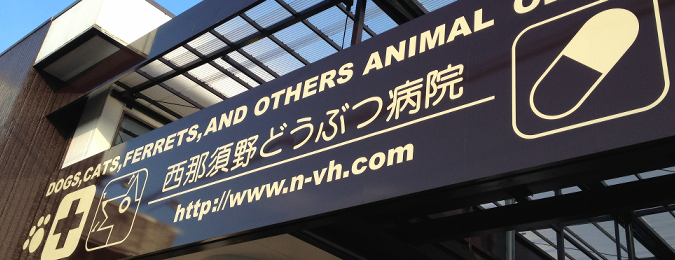 DOGS,CATS,FERRETS,AND OTHERS ANIMAL
西那須野どうぶつ病院
http://www.n-vh.com